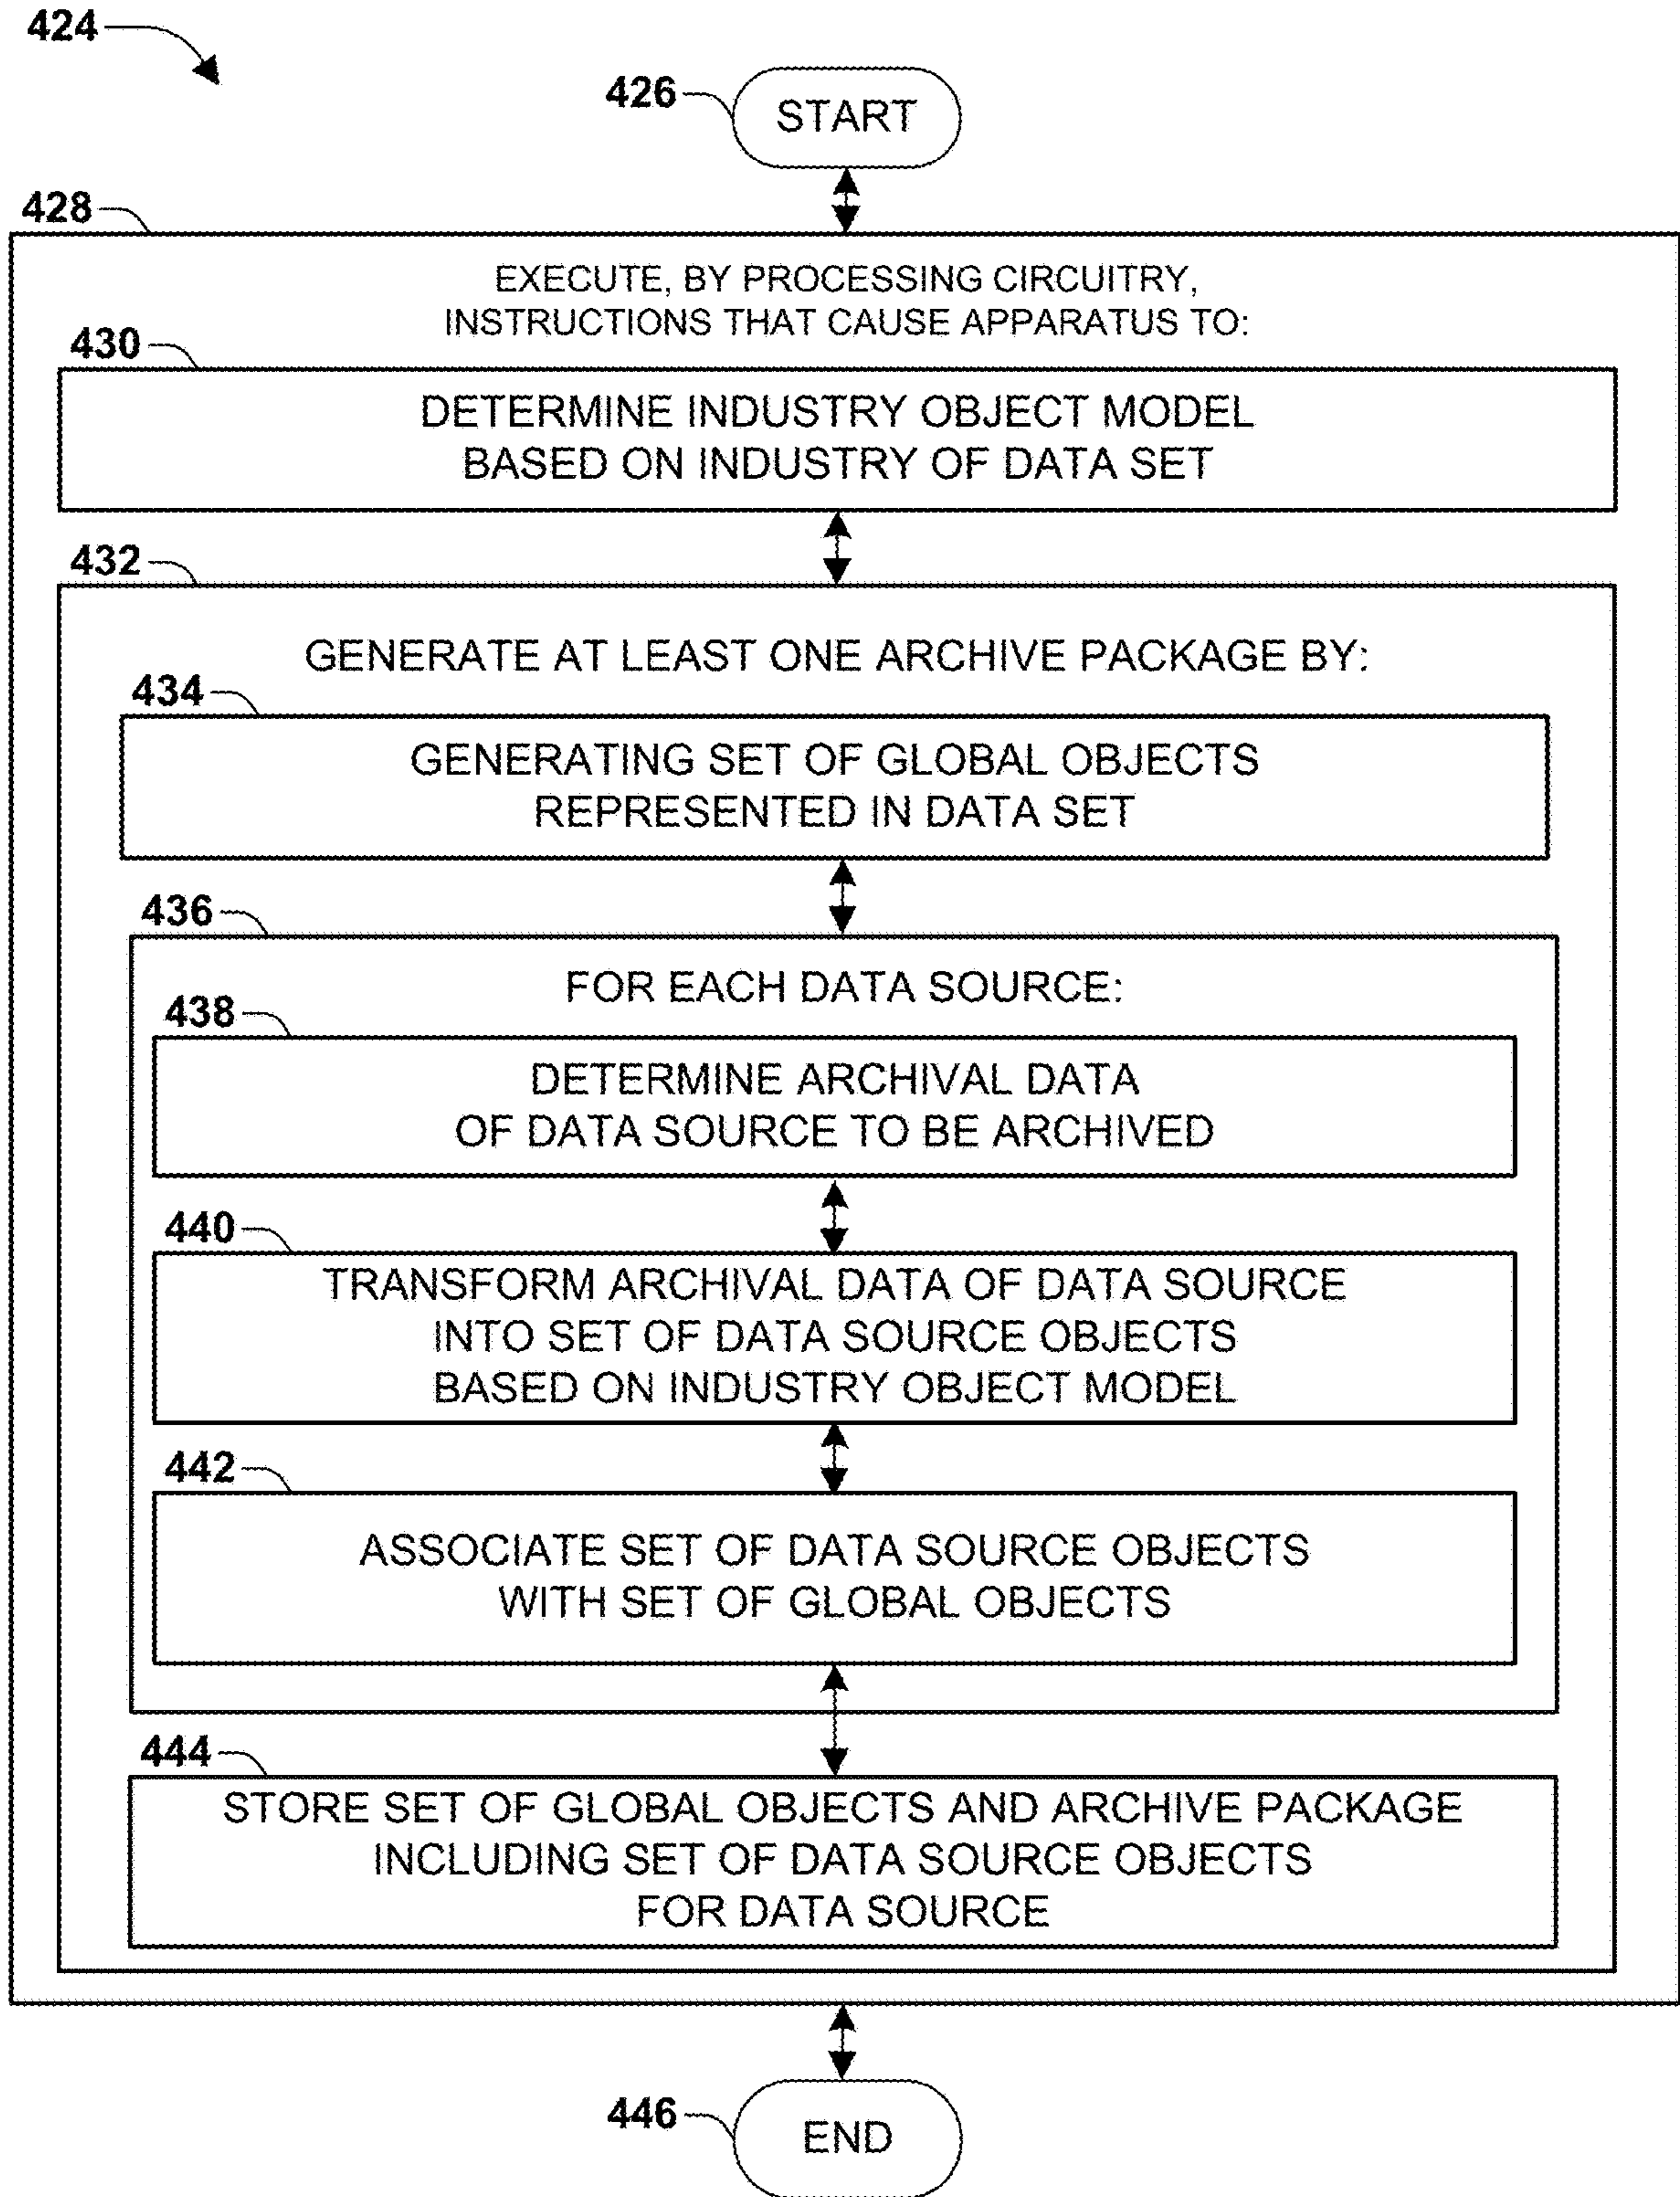 424
426
START
428
EXECUTE, BY PROCESSING CIRCUITRY,
INSTRUCTIONS THAT CAUSE APPARATUS TO:
430
DETERMINE INDUSTRY OBJECT MODEL
BASED ON INDUSTRY OF DATA SET
432
GENERATE AT LEAST ONE ARCHIVE PACKAGE BY:
434
GENERATING SET OF GLOBAL OBJECTS
REPRESENTED IN DATA SET
436
FOR EACH DATA SOURCE:
438
DETERMINE ARCHIVAL DATA
OF DATA SOURCE TO BE ARCHIVED
440
TRANSFORM ARCHIVAL DATA OF DATA SOURCE
INTO SET OF DATA SOURCE OBJECTS
BASED ON INDUSTRY OBJECT MODEL
442
ASSOCIATE SET OF DATA SOURCE OBJECTS
WITH SET OF GLOBAL OBJECTS
444
STORE SET OF GLOBAL OBJECTS AND ARCHIVE PACKAGE
INCLUDING SET OF DATA SOURCE OBJECTS
FOR DATA SOURCE
446
END